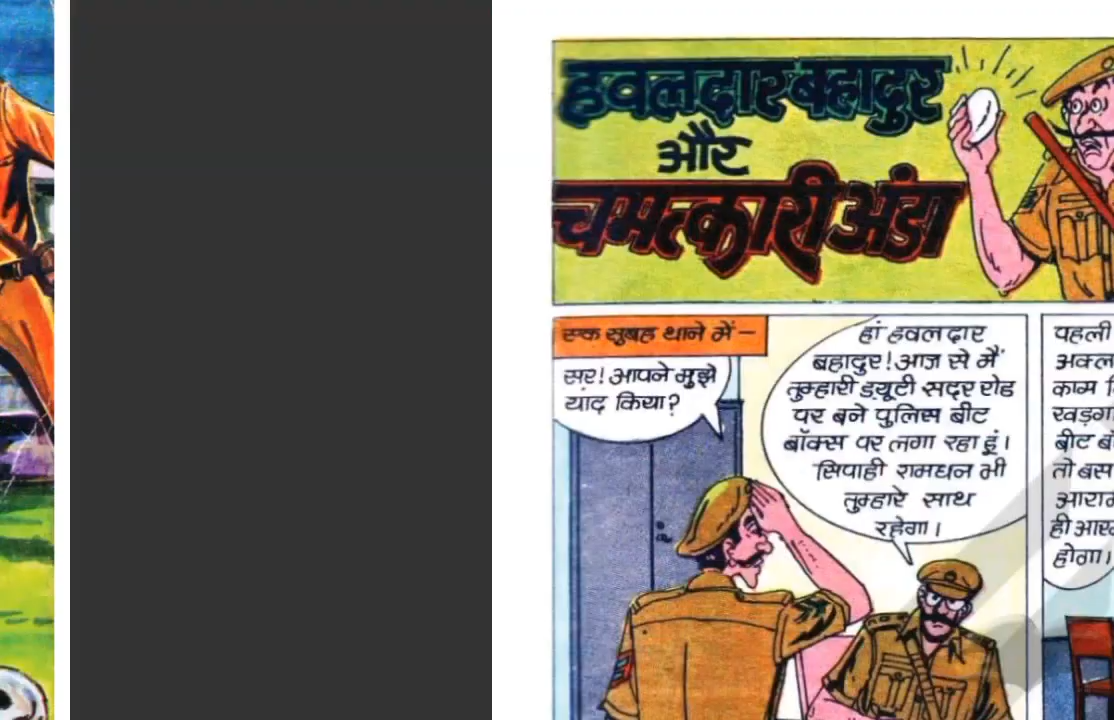 हवलदार बहादुर
और
चमत्कारी अंडा
एक सुबह थाने में —
सर! आपने मुझे
याद किया?
हां हवलदार
बहादुर! आज से मैं
तुम्हारी ड्यूटी सदर रोड
पर बने पुलिस बीट
बॉक्स पर लगा रहा हूं।
सिपाही रामधन भी
तुम्हारे साथ
रहेगा।
पहली
काम
तो बस
होगा।